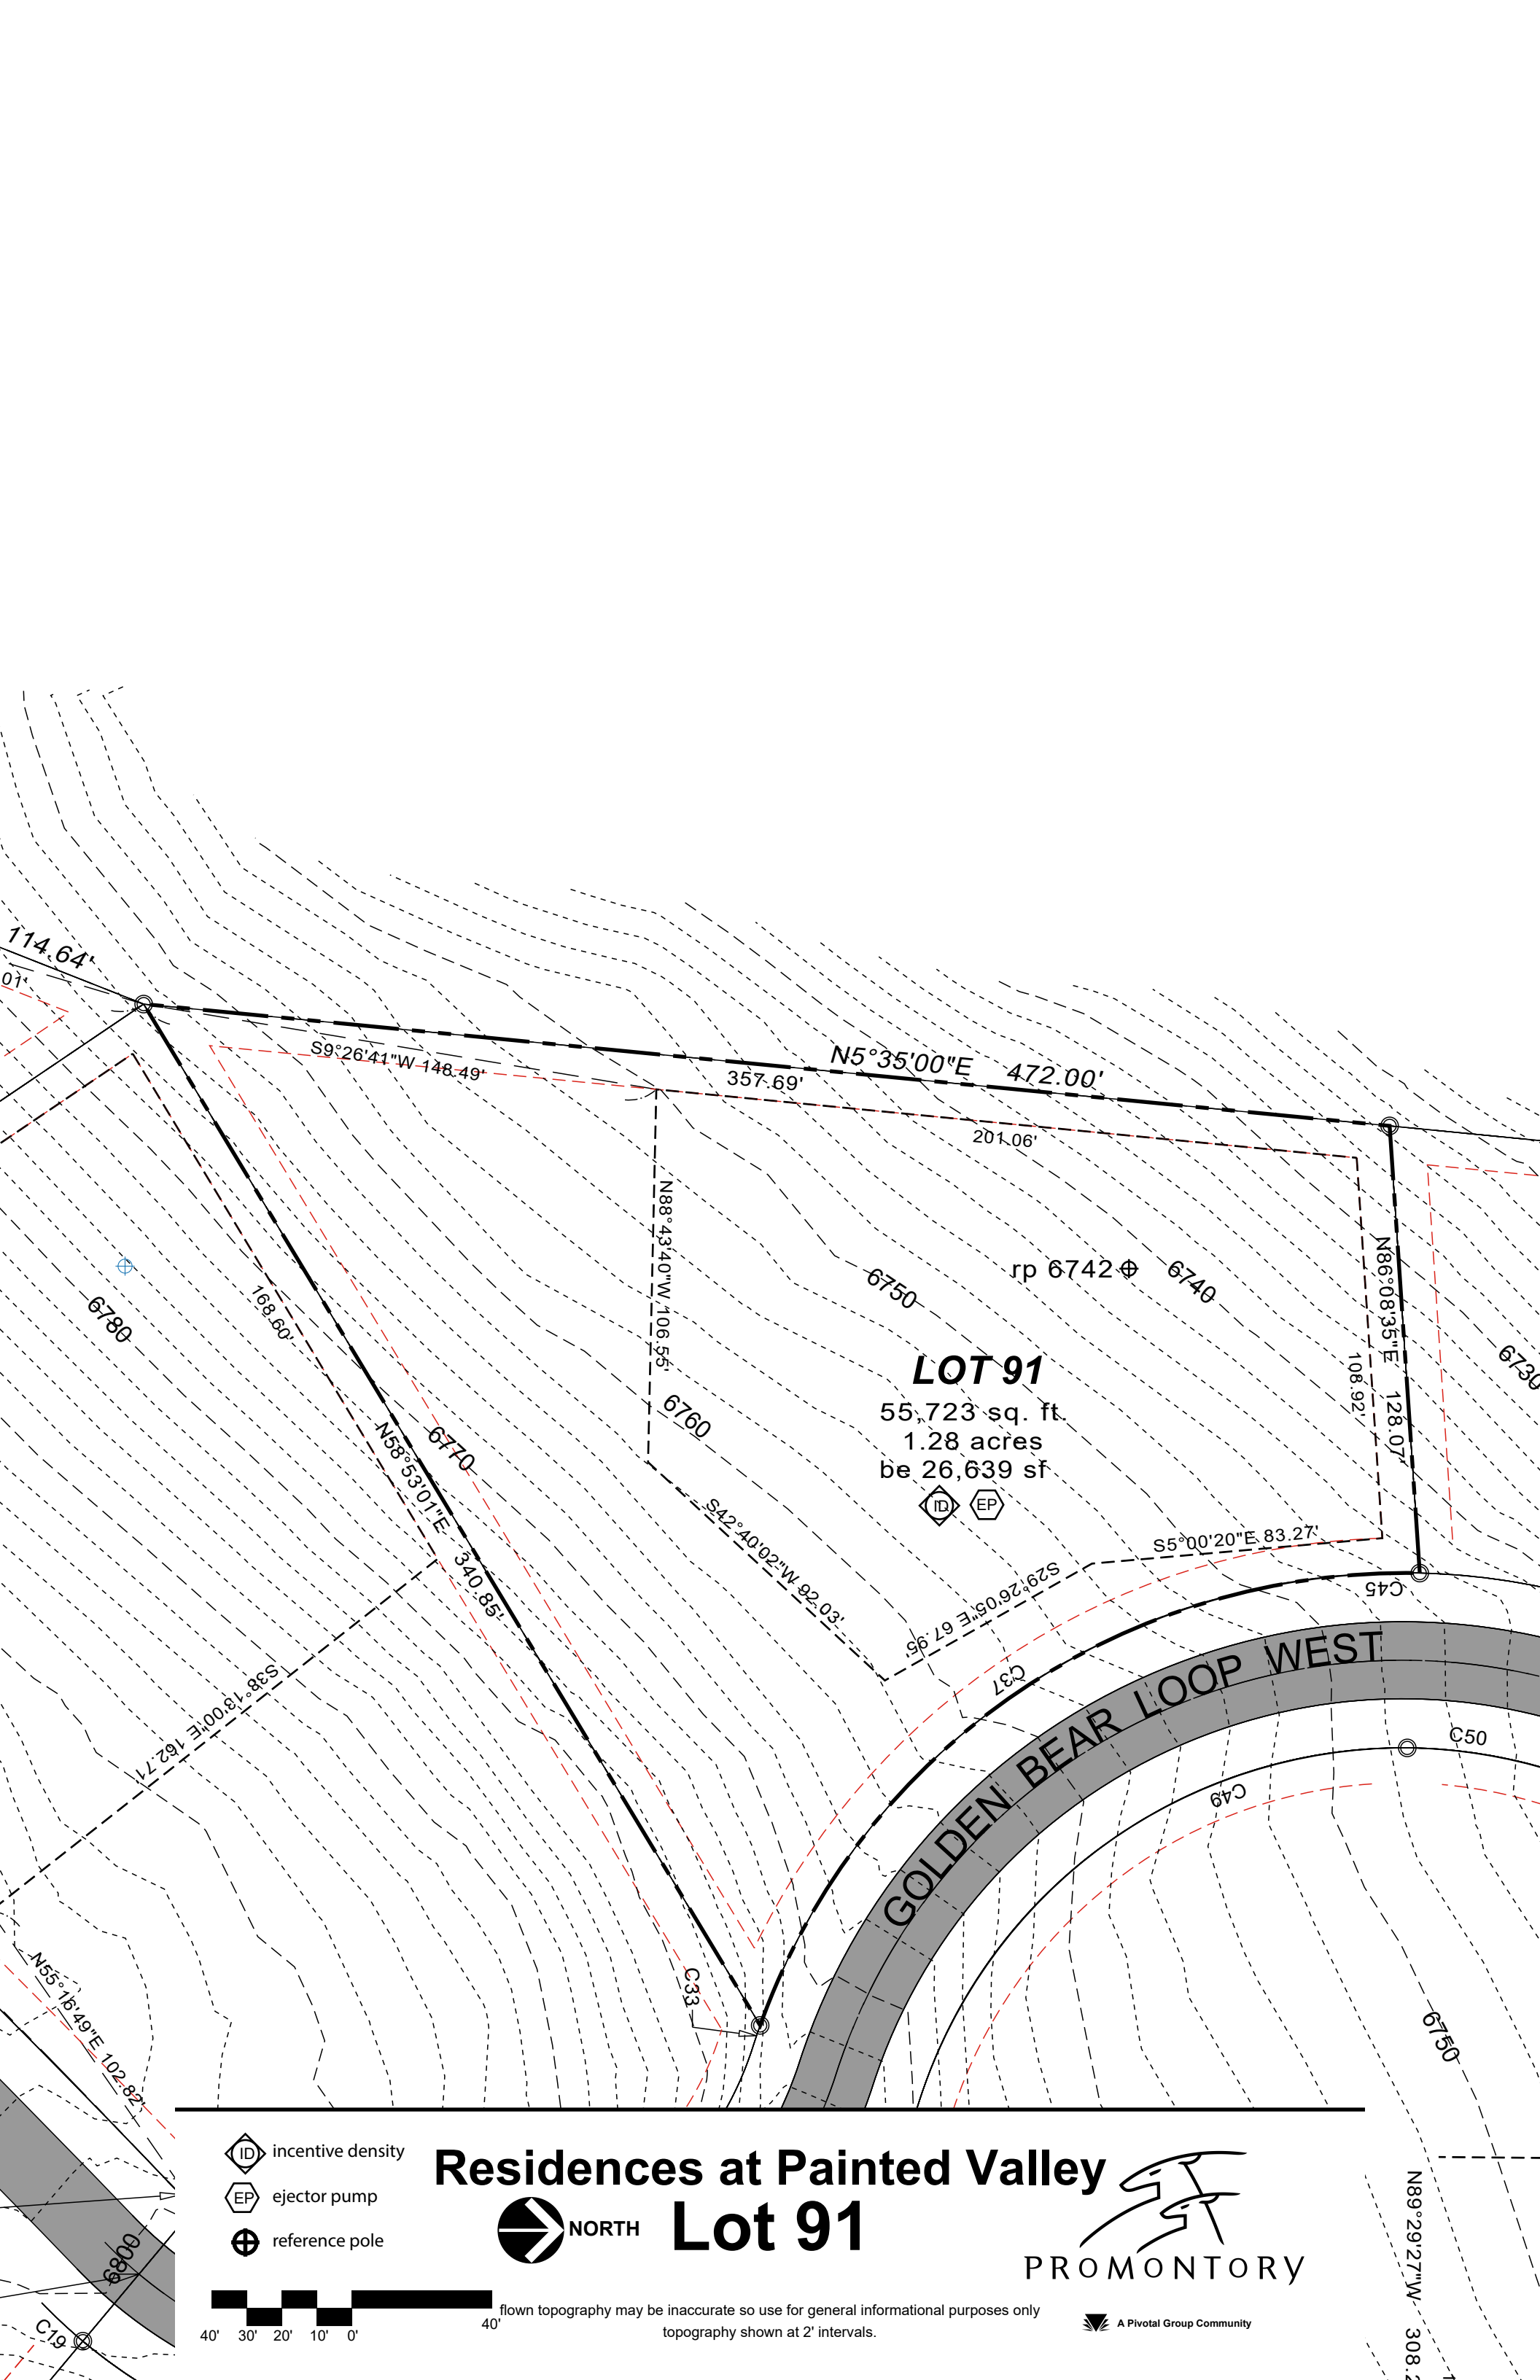 114.64'
01'
N5°35'00"E 472.00'
S9°26'41"W 148.49'
357.69'
201.06'
N88°43'40"W 106.55'
N86°08'35"E 128.07'
108.92'
rp 6742
6740
6750
6730
6780
168.60'
LOT 91
55,723 sq. ft.
1.28 acres
be 26,639 sf
ID EP
6760
6770
N58°53'01"E 340.85'
S42°40'02"W 92.03'
S5°00'20"E 83.27'
S29°26'05"E 67.95'
C45
C37
GOLDEN BEAR LOOP WEST
S38°18'00"E 162.71'
C50
C49
C33
N55°16'49"E 102.82'
6750
6800
C19
N89°29'27"W 308.2
ID incentive density
EP ejector pump
reference pole
Residences at Painted Valley
NORTH
Lot 91
PROMONTORY
40' 30' 20' 10' 0' 40'
flown topography may be inaccurate so use for general informational purposes only
topography shown at 2' intervals.
A Pivotal Group Community